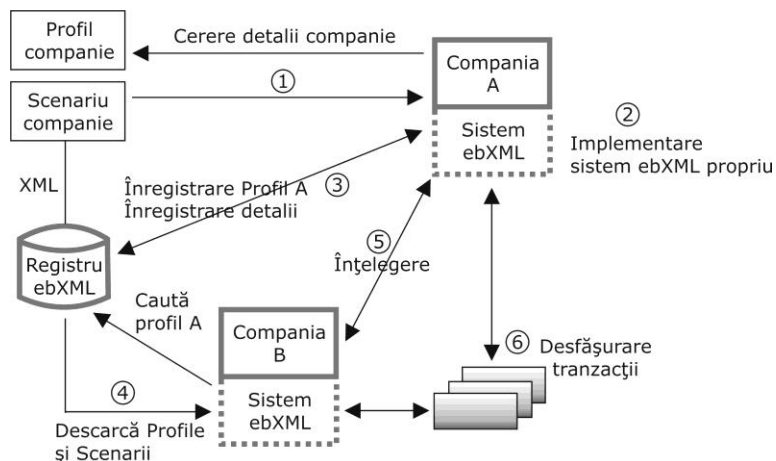 Profil
companie
Cerere detalii companie
Compania
A
①
Scenariu
companie
Sistem
ebXML
②
Implementare
sistem ebXML propriu
XML
Înregistrare Profil A
Înregistrare detalii
③
⑤
Înţelegere
Registru
ebXML
Caută
profil A
Compania
B
⑥ Desfăşurare
tranzacţii
④
Sistem
ebXML
Descarcă Profile
şi Scenarii